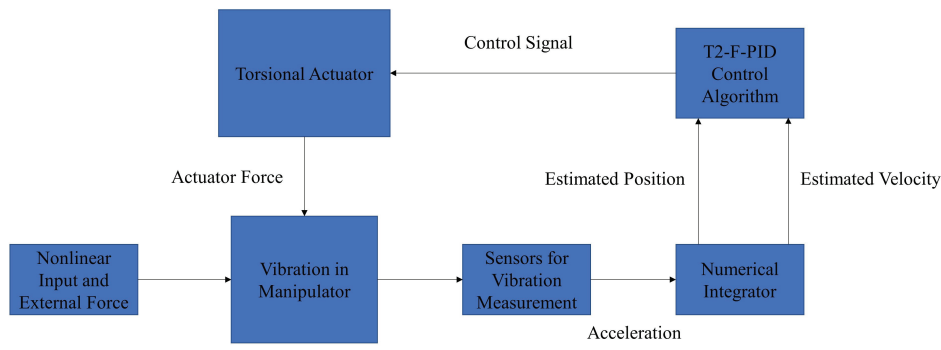 Control Signal
T2-F-PID
Control
Algorithm
Torsional Actuator
Actuator Force
Estimated Position
Estimated Velocity
Nonlinear
Input and
External Force
Vibration in
Manipulator
Sensors for
Vibration
Measurement
Numerical
Integrator
Acceleration